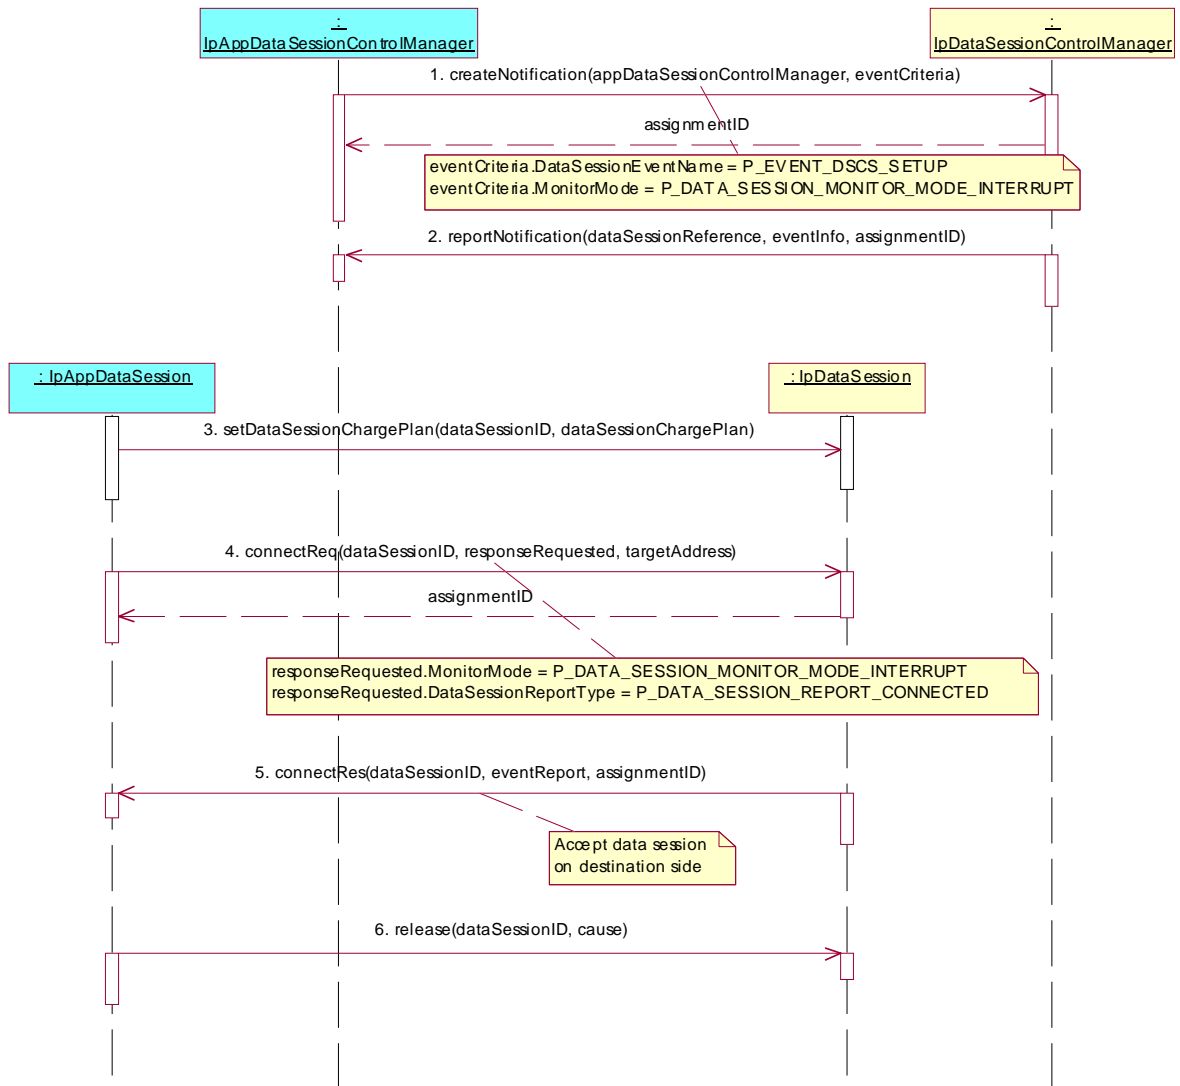 :
IpAppDataSessionControlManager
:
IpDataSessionControlManager
1. createNotification(appDataSessionControlManager, eventCriteria)
assignmentID
eventCriteria.DataSessionEventName = P_EVENT_DSCS_SETUP
eventCriteria.MonitorMode = P_DATA_SESSION_MONITOR_MODE_INTERRUPT
2. reportNotification(dataSessionReference, eventInfo, assignmentID)
: IpAppDataSession
: IpDataSession
3. setDataSessionChargePlan(dataSessionID, dataSessionChargePlan)
4. connectReq(dataSessionID, responseRequested, targetAddress)
assignmentID
responseRequested.MonitorMode = P_DATA_SESSION_MONITOR_MODE_INTERRUPT
responseRequested.DataSessionReportType = P_DATA_SESSION_REPORT_CONNECTED
5. connectRes(dataSessionID, eventReport, assignmentID)
Accept data session
on destination side
6. release(dataSessionID, cause)